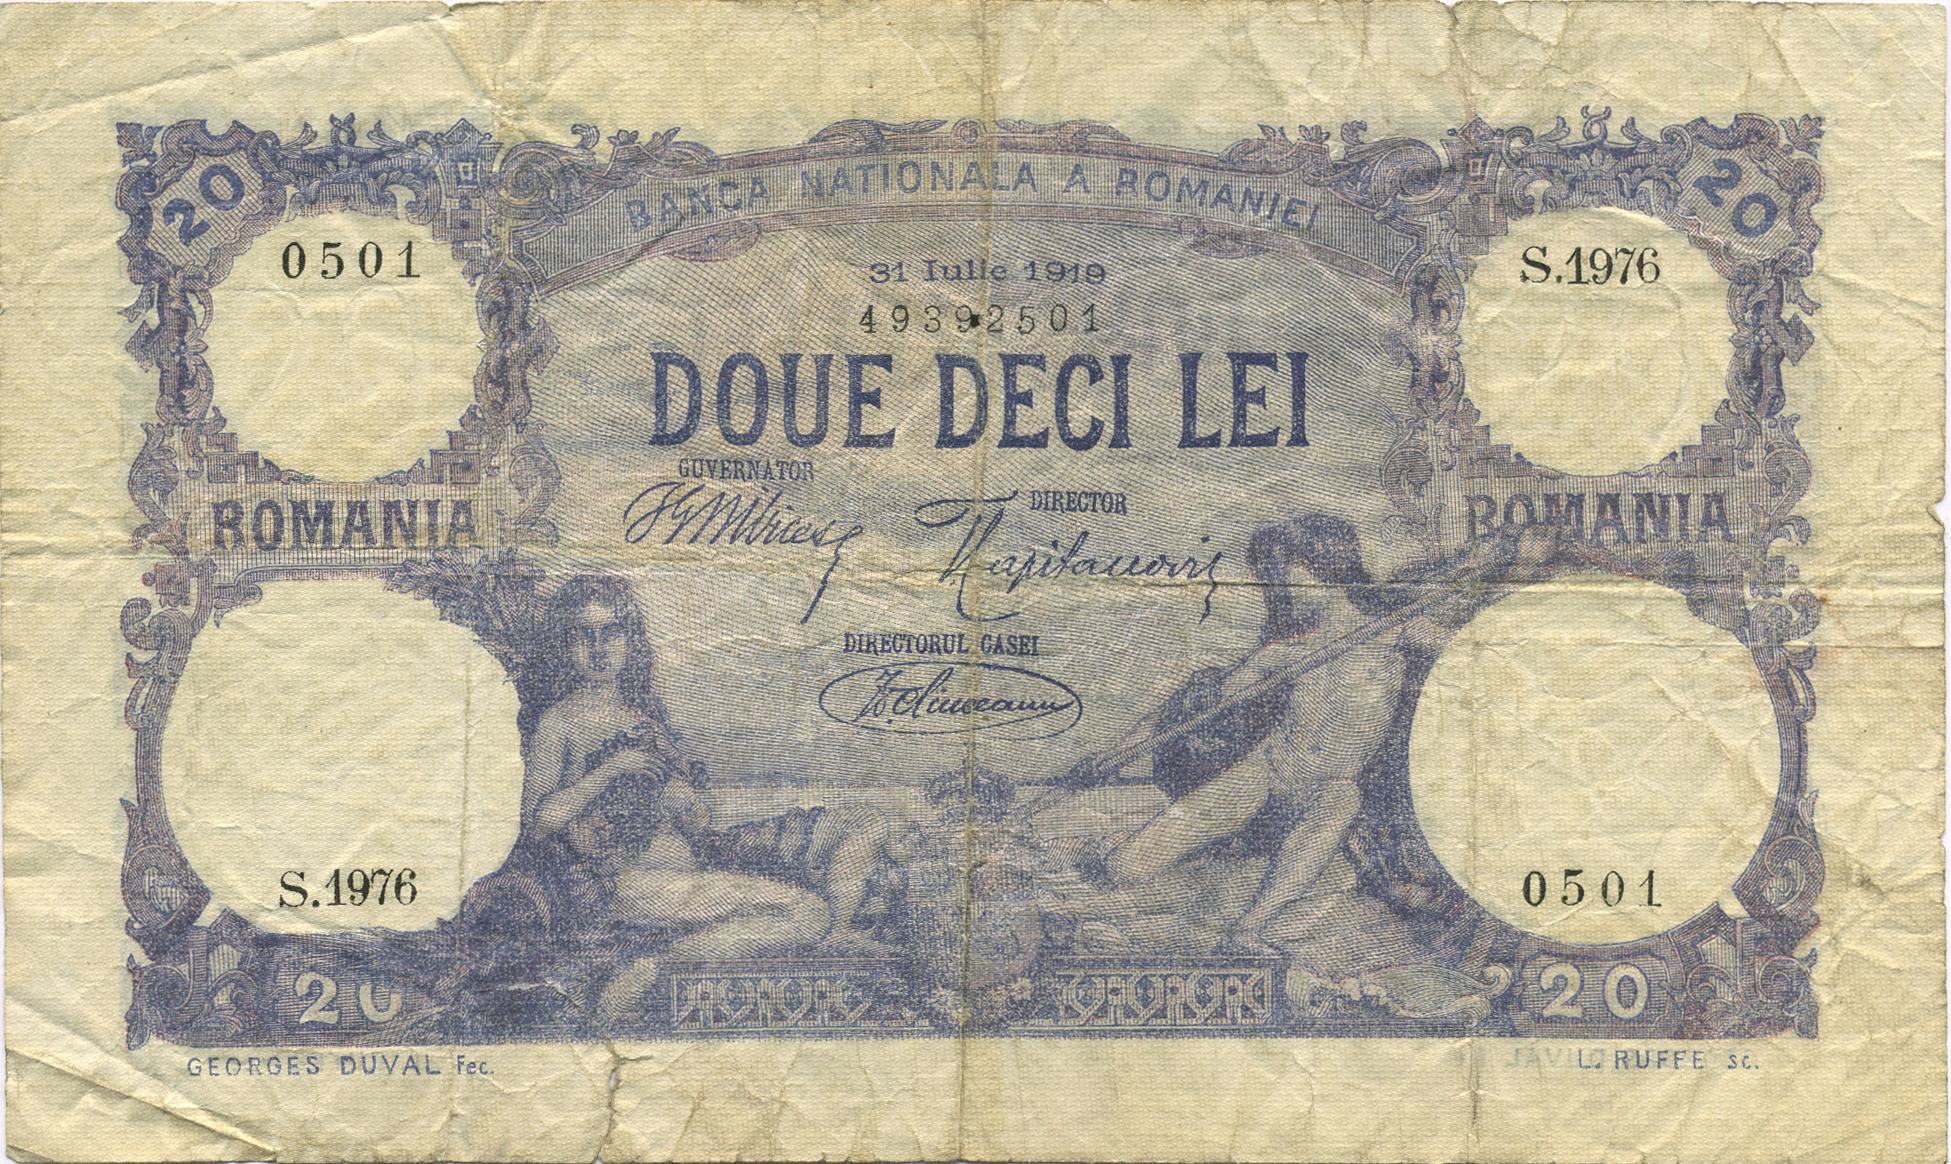 20
20
BANCA NATIONALA A ROMANIEI
0501
S.1976
31 Iulie 1919
49392501
DOUE DECI LEI
GUVERNATOR
DIRECTOR
ROMANIA
ROMANIA
DIRECTORUL CASEI
S.1976
0501
20
20
GEORGES DUVAL Fec.
L. RUFFE sc.